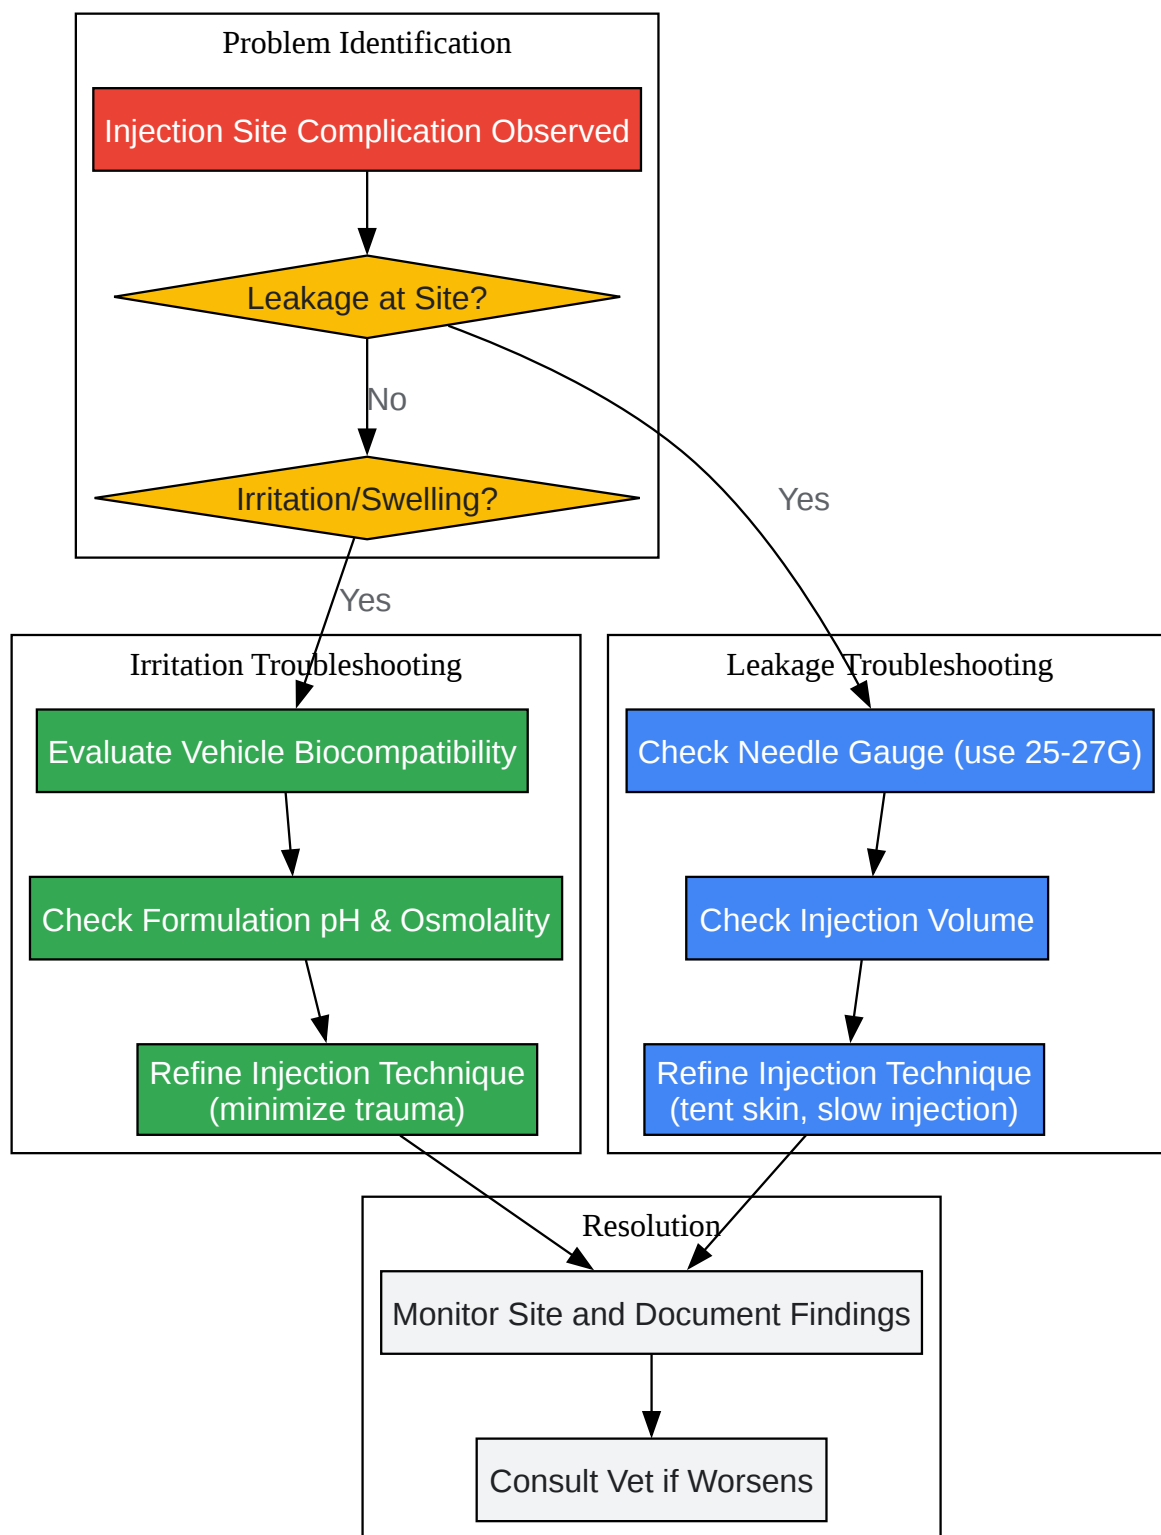 Problem Identification
Injection Site Complication Observed
Leakage at Site?
No
Irritation/Swelling?
Yes
Yes
Irritation Troubleshooting
Evaluate Vehicle Biocompatibility
Check Formulation pH & Osmolality
Refine Injection Technique
(minimize trauma)
Leakage Troubleshooting
Check Needle Gauge (use 25-27G)
Check Injection Volume
Refine Injection Technique
(tent skin, slow injection)
Resolution
Monitor Site and Document Findings
Consult Vet if Worsens